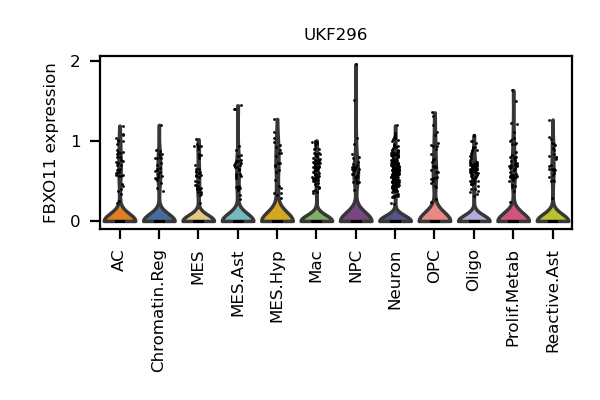 UKF296
FBXO11 expression
2
1
0
AC
Chromatin.Reg
MES
MES.Ast
MES.Hyp
Mac
NPC
Neuron
OPC
Oligo
Prolif.Metab
Reactive.Ast